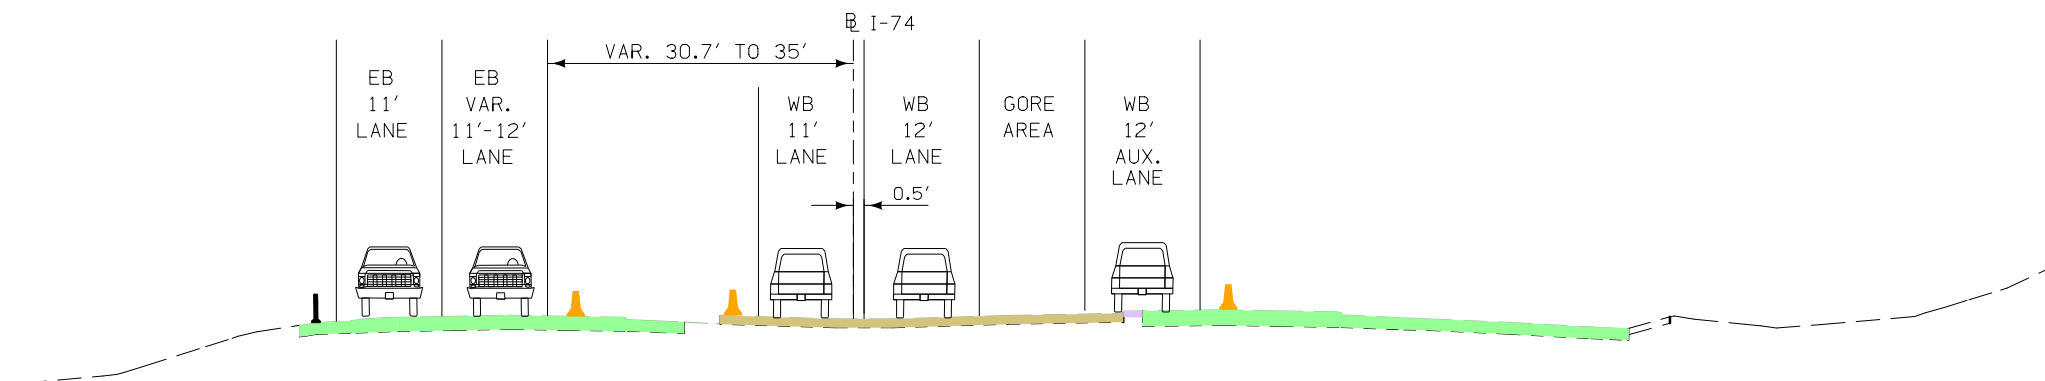 ℄ I-74
VAR. 30.7' TO 35'
EB
11'
LANE
EB
VAR.
11'-12'
LANE
WB
11'
LANE
WB
12'
LANE
GORE
AREA
WB
12'
AUX.
LANE
0.5'